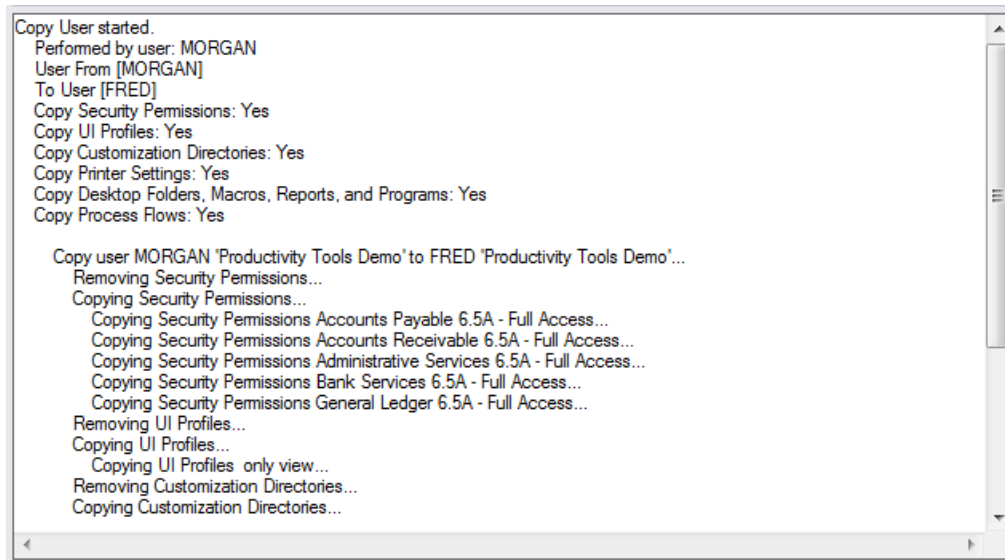 Copy User started.
Performed by user: MORGAN
User From [MORGAN]
To User [FRED]
Copy Security Permissions: Yes
Copy UI Profiles: Yes
Copy Customization Directories: Yes
Copy Printer Settings: Yes
Copy Desktop Folders, Macros, Reports, and Programs: Yes
Copy Process Flows: Yes
Copy user MORGAN 'Productivity Tools Demo' to FRED 'Productivity Tools Demo'...
Removing Security Permissions...
Copying Security Permissions...
Copying Security Permissions Accounts Payable 6.5A - Full Access...
Copying Security Permissions Accounts Receivable 6.5A - Full Access...
Copying Security Permissions Administrative Services 6.5A - Full Access...
Copying Security Permissions Bank Services 6.5A - Full Access...
Copying Security Permissions General Ledger 6.5A - Full Access...
Removing UI Profiles...
Copying UI Profiles...
Copying UI Profiles  only view...
Removing Customization Directories...
Copying Customization Directories...